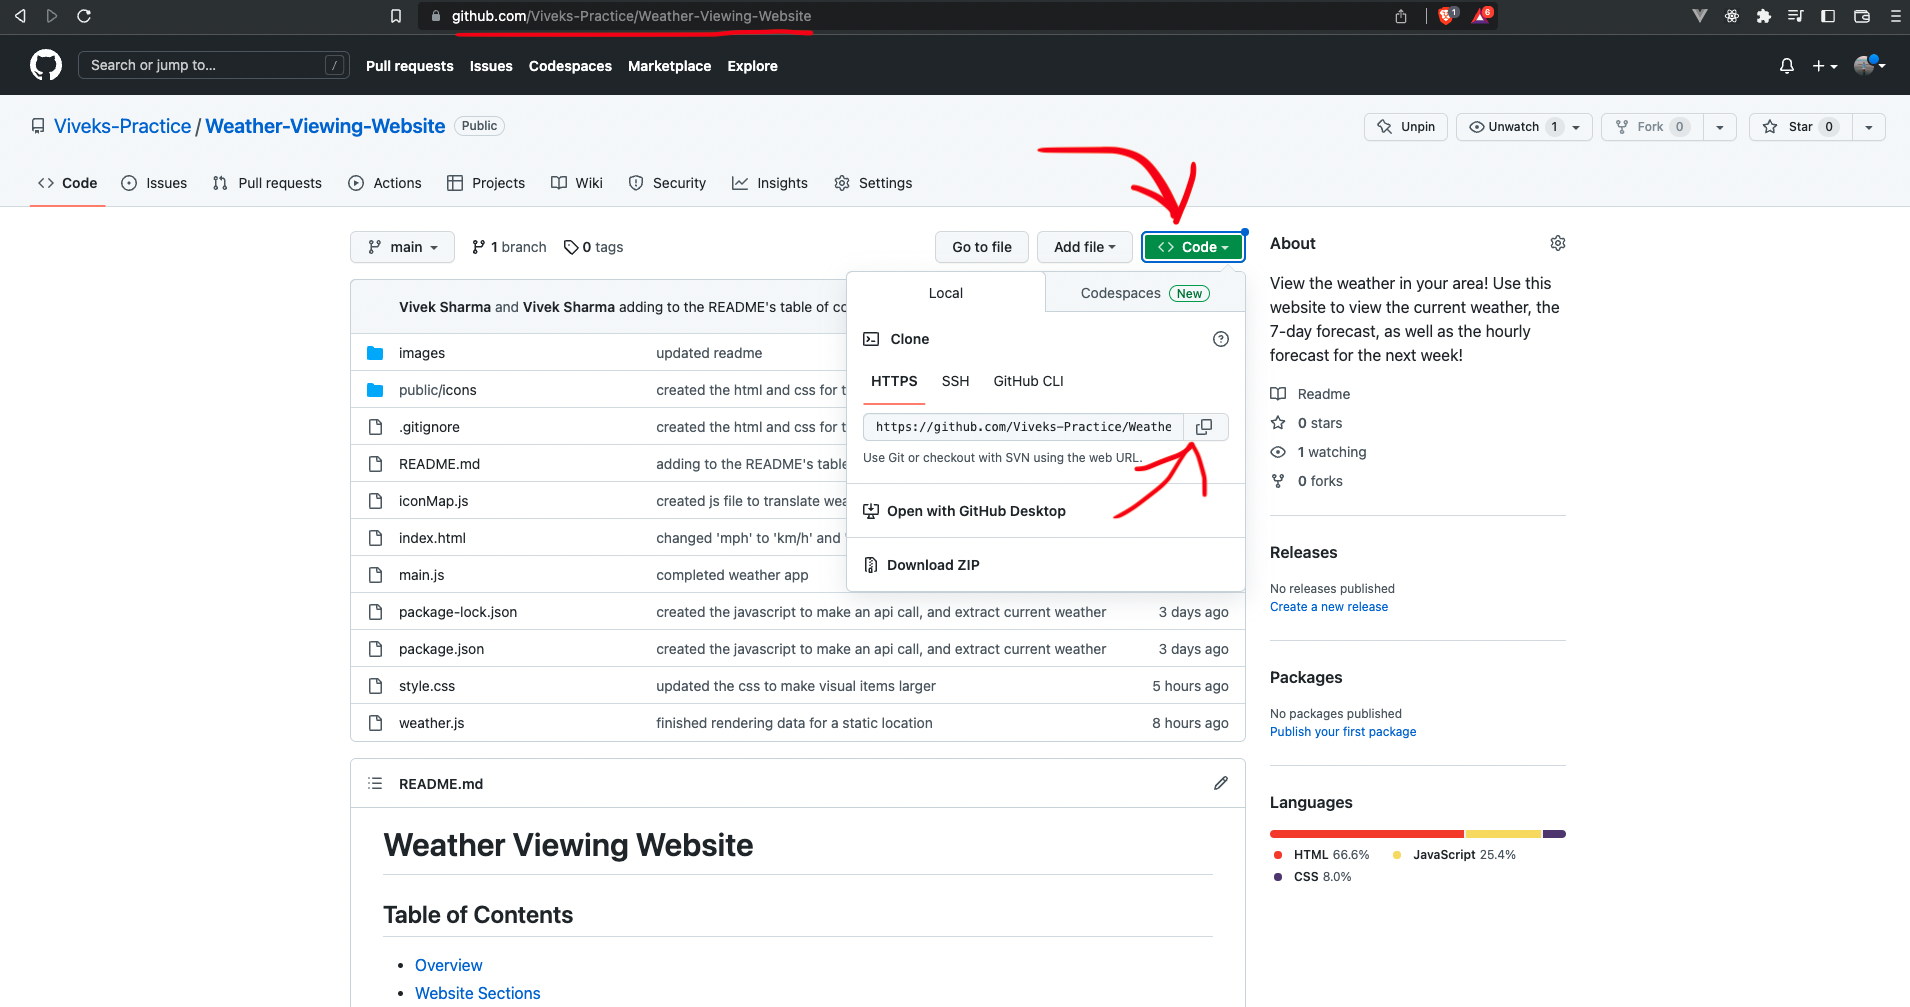 github.com/Viveks-Practice/Weather-Viewing-Website
1
6
Search or jump to...
/
Pull requests
Issues
Codespaces
Marketplace
Explore
Viveks-Practice / Weather-Viewing-Website
Public
Unpin
Unwatch 1
Fork 0
Star 0
Code
Issues
Pull requests
Actions
Projects
Wiki
Security
Insights
Settings
main
1 branch
0 tags
Go to file
Add file
Code
Local
Codespaces New
Clone
HTTPS
SSH
GitHub CLI
https://github.com/Viveks-Practice/Weathe
Use Git or checkout with SVN using the web URL.
Open with GitHub Desktop
Download ZIP
Vivek Sharma and Vivek Sharma adding to the README's table of co
images updated readme
public/icons created the html and css for t
.gitignore created the html and css for t
README.md adding to the README's table
iconMap.js created js file to translate wea
index.html changed 'mph' to 'km/h' and '
main.js completed weather app
package-lock.json created the javascript to make an api call, and extract current weather 3 days ago
package.json created the javascript to make an api call, and extract current weather 3 days ago
style.css updated the css to make visual items larger 5 hours ago
weather.js finished rendering data for a static location 8 hours ago
README.md
Weather Viewing Website
Table of Contents
Overview
Website Sections
About
View the weather in your area! Use this
website to view the current weather, the
7-day forecast, as well as the hourly
forecast for the next week!
Readme
0 stars
1 watching
0 forks
Releases
No releases published
Create a new release
Packages
No packages published
Publish your first package
Languages
HTML 66.6%
JavaScript 25.4%
CSS 8.0%